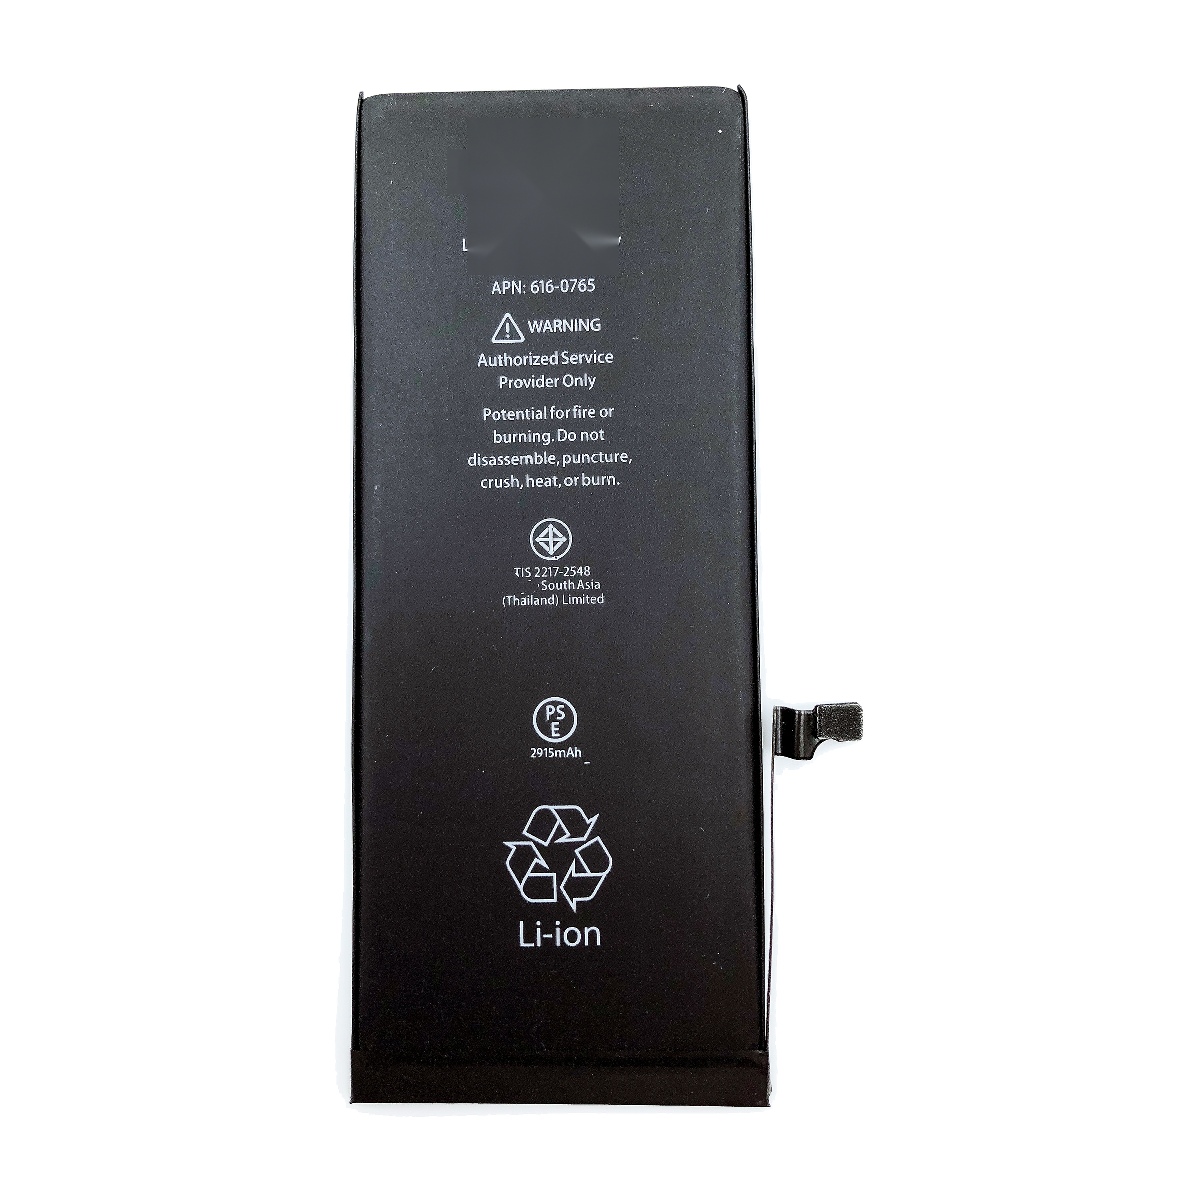 APN: 616-0765
WARNING
Authorized Service
Provider Only
Potential for fire or
burning. Do not
disassemble, puncture,
crush, heat, or burn.
TIS 2217-2548
South Asia
(Thailand) Limited
PS
E
2915mAh
Li-ion